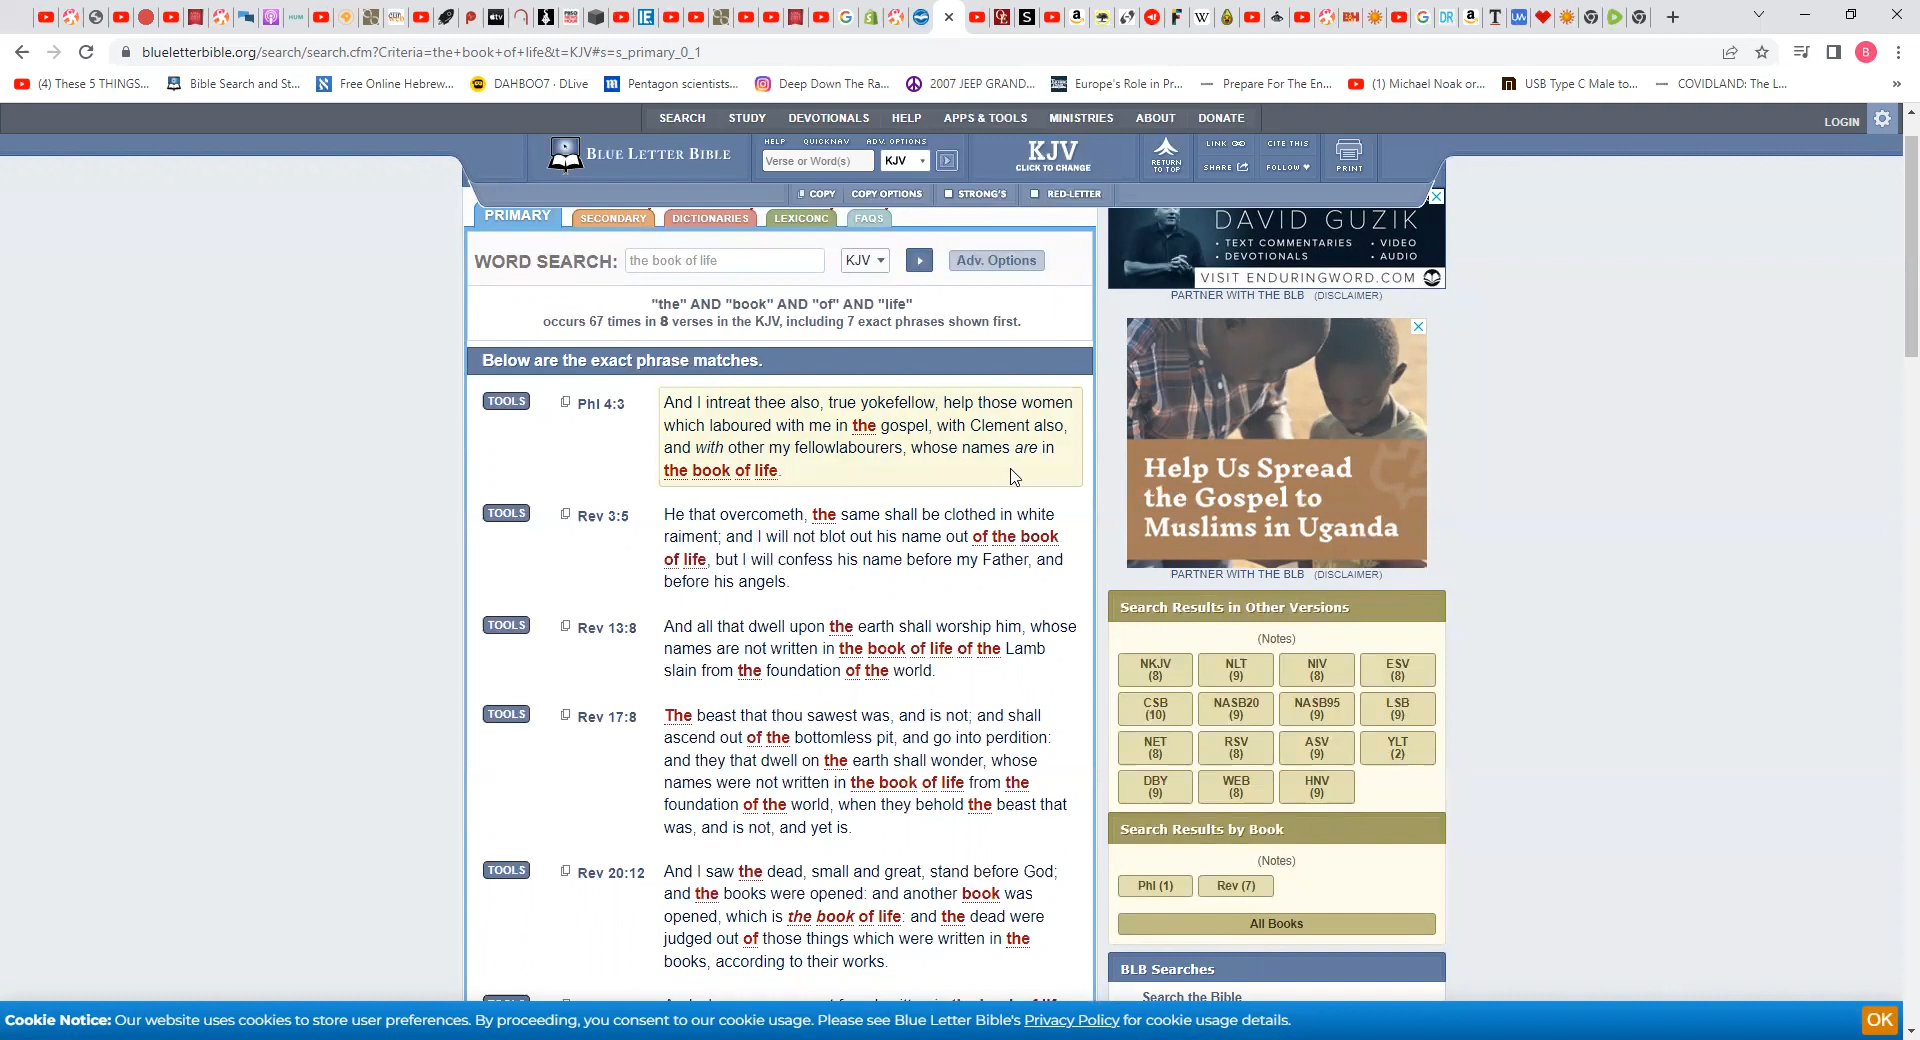 blueletterbible.org/search/search.cfm?Criteria=the+book+of+life&t=KJV#s=s_primary_0_1
(4) These 5 THINGS... Bible Search and St... Free Online Hebrew... DAHBOO7 - DLive Pentagon scientists... Deep Down The Ra... 2007 JEEP GRAND... Europe's Role in Pr... Prepare For The En... (1) Michael Noak or... USB Type C Male to... COVIDLAND: The L... »
SEARCH STUDY DEVOTIONALS HELP APPS & TOOLS MINISTRIES ABOUT DONATE
LOGIN
HELP QUICKNAV ADV. OPTIONS
BLUE LETTER BIBLE
Verse or Word(s) KJV
KJV
CLICK TO CHANGE
RETURN
TO TOP
LINK CITE THIS
SHARE FOLLOW
PRINT
COPY COPY OPTIONS STRONG'S RED-LETTER
PRIMARY SECONDARY DICTIONARIES LEXICONC FAQS
WORD SEARCH: the book of life KJV Adv. Options
"the" AND "book" AND "of" AND "life"
occurs 67 times in 8 verses in the KJV, including 7 exact phrases shown first.
Below are the exact phrase matches.
TOOLS Phl 4:3 And I intreat thee also, true yokefellow, help those women
which laboured with me in the gospel, with Clement also,
and with other my fellowlabourers, whose names are in
the book of life.
TOOLS Rev 3:5 He that overcometh, the same shall be clothed in white
raiment; and I will not blot out his name out of the book
of life, but I will confess his name before my Father, and
before his angels.
TOOLS Rev 13:8 And all that dwell upon the earth shall worship him, whose
names are not written in the book of life of the Lamb
slain from the foundation of the world.
TOOLS Rev 17:8 The beast that thou sawest was, and is not; and shall
ascend out of the bottomless pit, and go into perdition:
and they that dwell on the earth shall wonder, whose
names were not written in the book of life from the
foundation of the world, when they behold the beast that
was, and is not, and yet is.
TOOLS Rev 20:12 And I saw the dead, small and great, stand before God;
and the books were opened: and another book was
opened, which is the book of life: and the dead were
judged out of those things which were written in the
books, according to their works.
DAVID GUZIK
• TEXT COMMENTARIES • VIDEO
• DEVOTIONALS • AUDIO
VISIT ENDURINGWORD.COM
PARTNER WITH THE BLB (DISCLAIMER)
Help Us Spread
the Gospel to
Muslims in Uganda
PARTNER WITH THE BLB (DISCLAIMER)
Search Results in Other Versions
(Notes)
NKJV NLT NIV ESV
(8) (9) (8) (8)
CSB NASB20 NASB95 LSB
(10) (9) (9) (9)
NET RSV ASV YLT
(8) (8) (9) (2)
DBY WEB HNV
(9) (8) (9)
Search Results by Book
(Notes)
Phl (1) Rev (7)
All Books
BLB Searches
Search the Bible
Cookie Notice: Our website uses cookies to store user preferences. By proceeding, you consent to our cookie usage. Please see Blue Letter Bible's Privacy Policy for cookie usage details.
OK